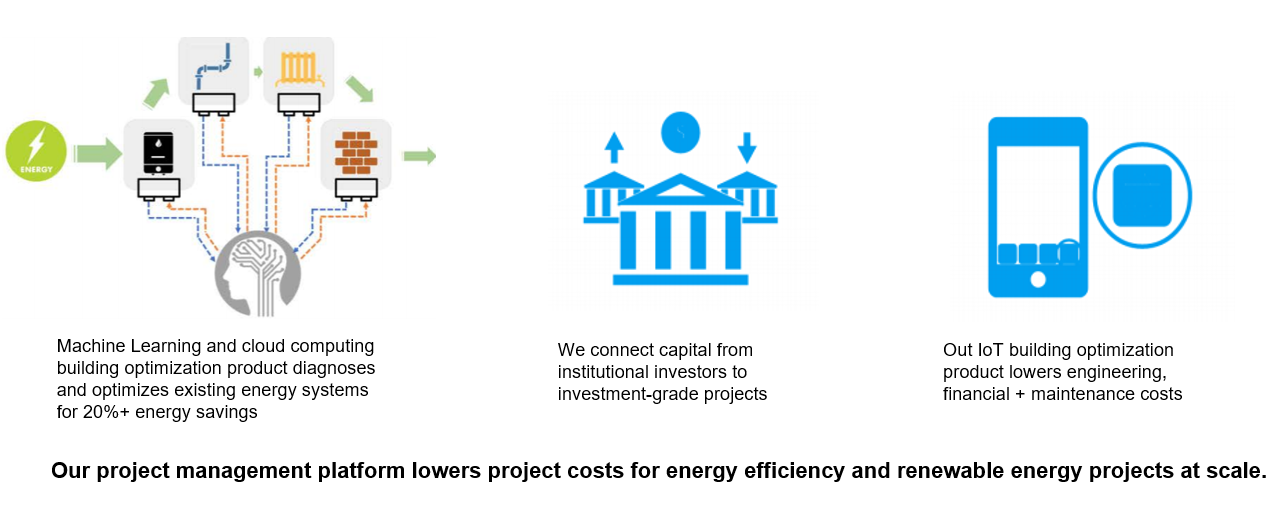 ENERGY
Machine Learning and cloud computing
building optimization product diagnoses
and optimizes existing energy systems
for 20%+ energy savings
$
We connect capital from
institutional investors to
investment-grade projects
Out IoT building optimization
product lowers engineering,
financial + maintenance costs
Our project management platform lowers project costs for energy efficiency and renewable energy projects at scale.